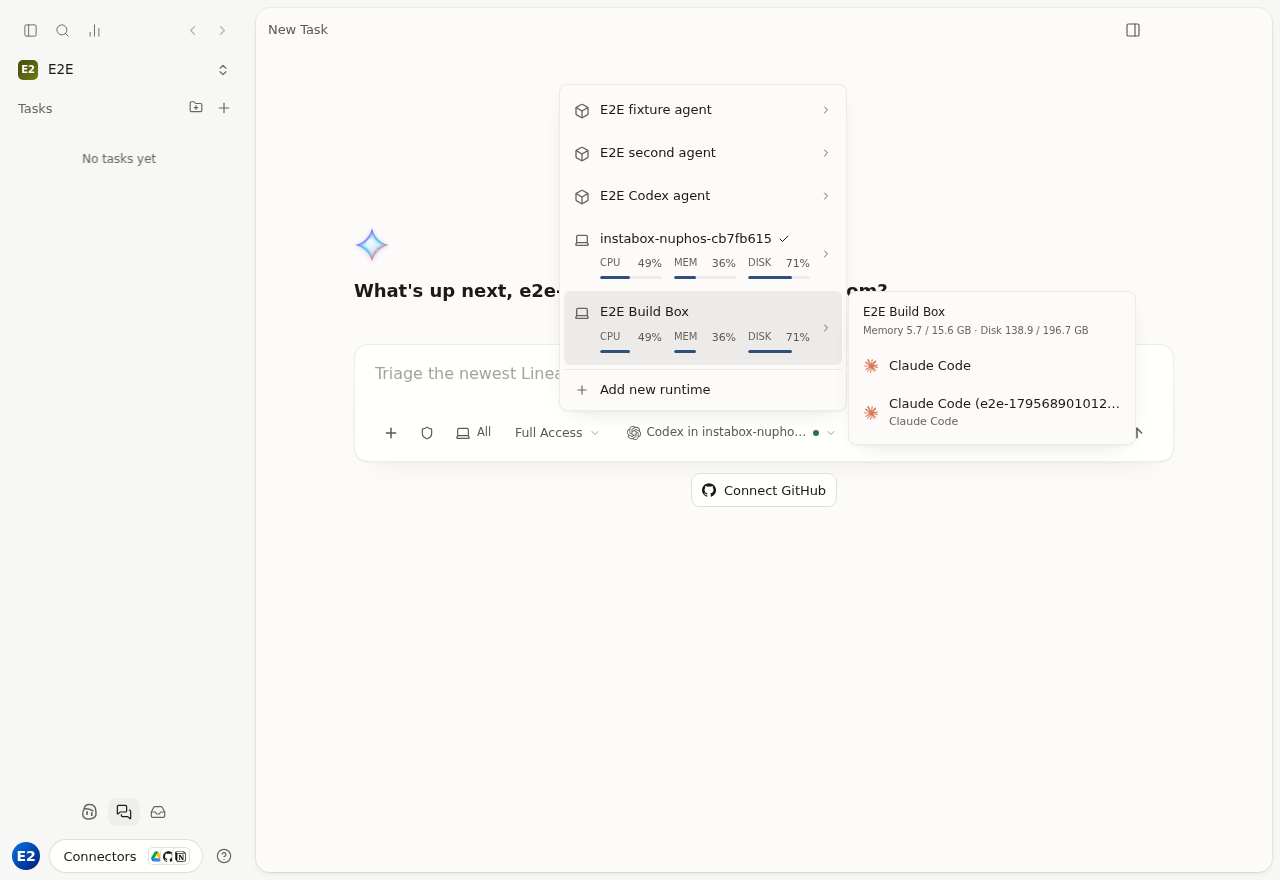 New Task
E2 E2E
Tasks
No tasks yet
E2E fixture agent
E2E second agent
E2E Codex agent
instabox-nuphos-cb7fb615
CPU 49% MEM 36% DISK 71%
E2E Build Box
CPU 49% MEM 36% DISK 71%
Add new runtime
E2E Build Box
Memory 5.7 / 15.6 GB · Disk 138.9 / 196.7 GB
Claude Code
Claude Code (e2e-179568901012...
Claude Code
What's up next, e2e-
om?
Triage the newest Linea
All Full Access Codex in instabox-nupho...
Connect GitHub
E2 Connectors